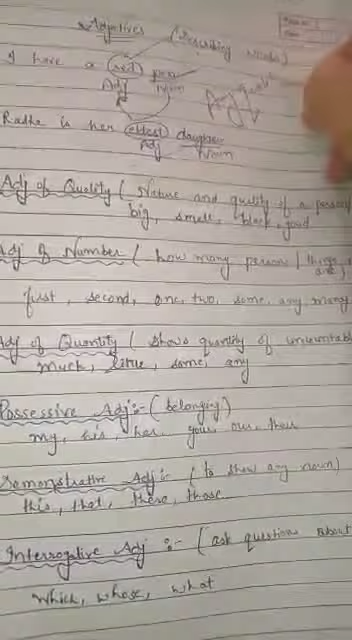 Adjectives (Describing words)
I have a red pen
Adj Noun
Radha is her eldest daughter
Adj Noun
Adj of Quality ( Nature and quality of a person
big, small, black, good
Adj of Number ( how many person / things
are)
first, second, one, two, some, any many
Adj of Quantity ( shows quantity of uncountable
much, little, some, any
Possessive Adj:- (belonging)
my, his, her, your, our, their
Demonstrative Adj:- (to show any noun)
this, that, these, those
Interrogative Adj :- (ask questions about
which, whose, what